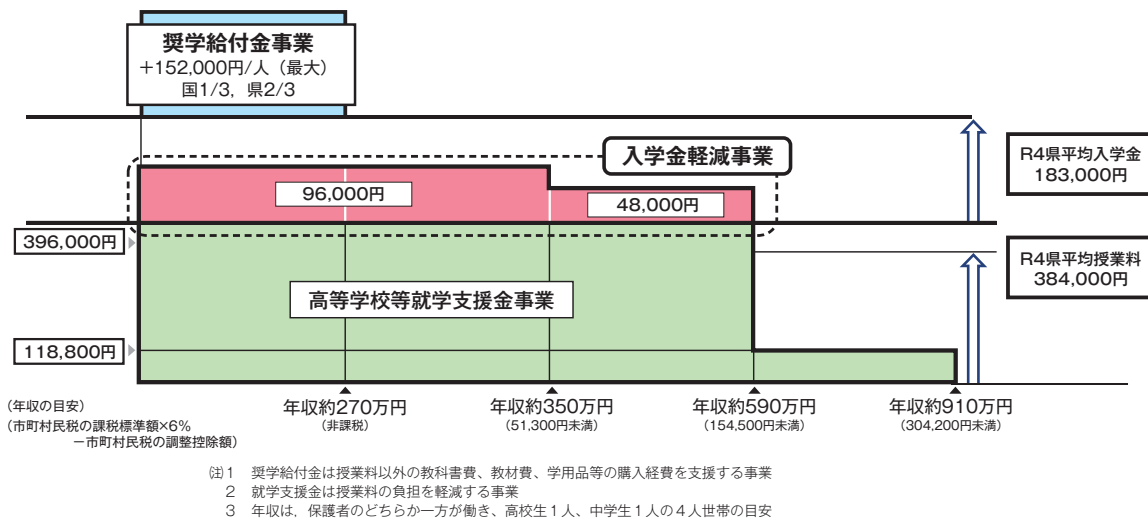 奨学給付金事業
+152,000円/人（最大）
国1/3，県2/3
入学金軽減事業
R4県平均入学金
183,000円
96,000円
48,000円
396,000円
R4県平均授業料
384,000円
高等学校等就学支援金事業
118,800円
（年収の目安）
（市町村民税の課税標準額×6%
－市町村民税の調整控除額）
年収約270万円
（非課税）
年収約350万円
（51,300円未満）
年収約590万円
（154,500円未満）
年収約910万円
（304,200円未満）
㊟1　奨学給付金は授業料以外の教科書費、教材費、学用品等の購入経費を支援する事業
2　就学支援金は授業料の負担を軽減する事業
3　年収は，保護者のどちらか一方が働き、高校生1人、中学生1人の4人世帯の目安